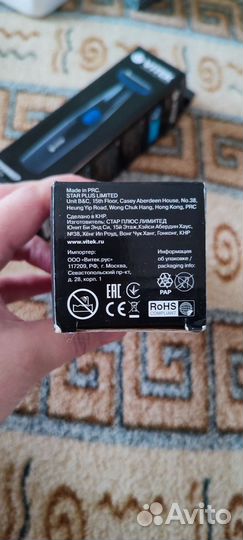 VITEK
Made in PRC.
STAR PLUS LIMITED
Unit B&C, 15th Floor, Casey Aberdeen House, No.38,
Heung Yip Road, Wong Chuk Hang, Hong Kong, PRC
Сделано в КНР.
Изготовитель: СТАР ПЛЮС ЛИМИТЕД
Юнит Би Энд Си, 15й Этаж, Кэйси Абердин Хаус,
№38, Хёнг Ип Роуд, Вонг Чук Ханг, Гонконг, КНР
www.vitek.ru
Импортер:
ООО «Витек.рус»
117209, РФ, г. Москва,
Севастопольский пр-кт,
д. 28, корп. 1
Информация
об упаковке /
packaging info:
EAC
CE
PAP
RoHS
COMPLIANT
Avito